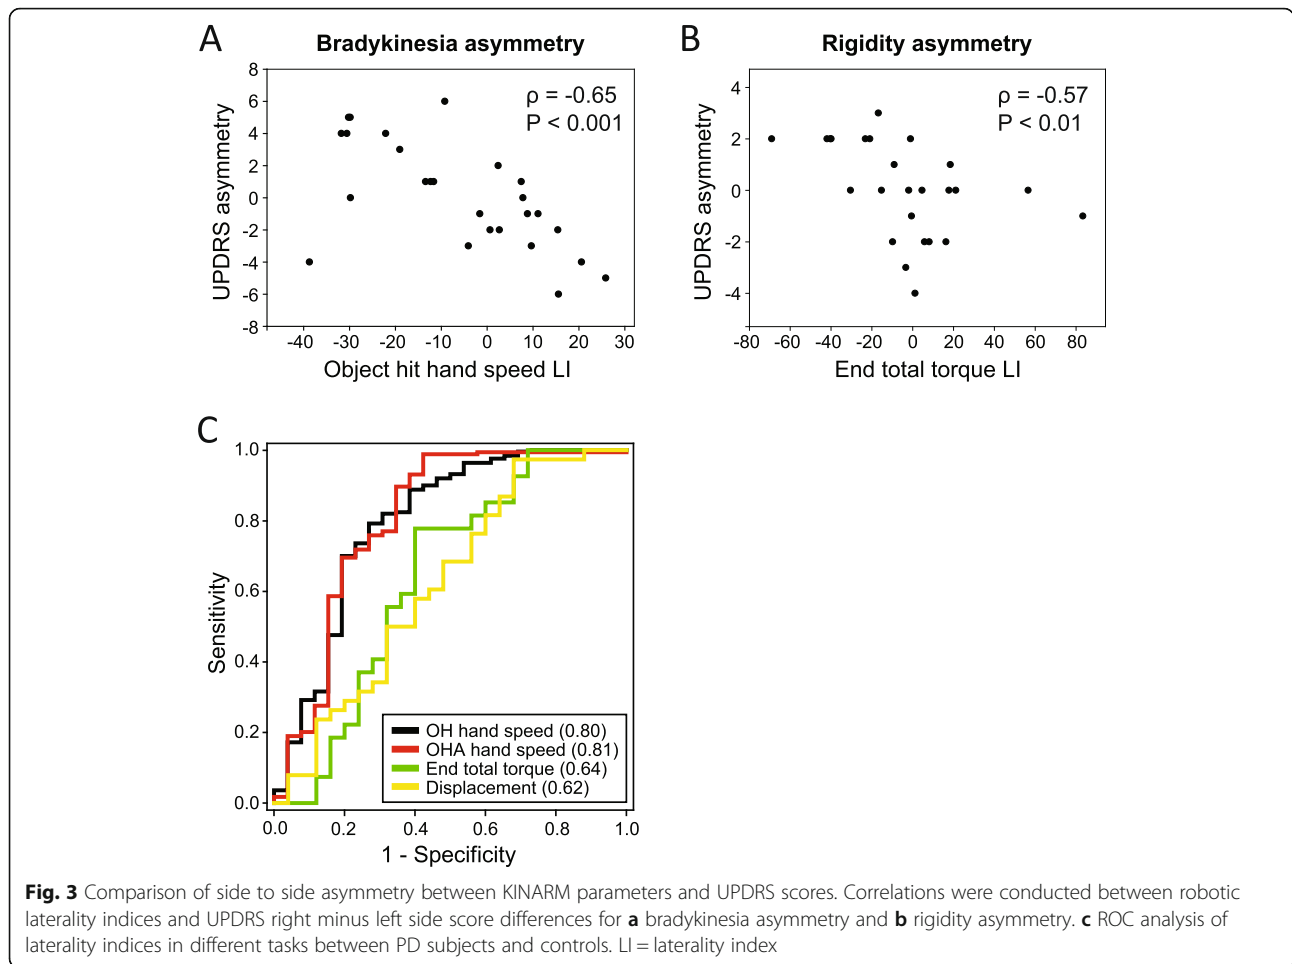 A
Bradykinesia asymmetry
UPDRS asymmetry
8
6
4
2
0
-2
-4
-6
-8
ρ = -0.65
P < 0.001
-40 -30 -20 -10 0 10 20 30
Object hit hand speed LI
B
Rigidity asymmetry
UPDRS asymmetry
4
2
0
-2
-4
ρ = -0.57
P < 0.01
-80 -60 -40 -20 0 20 40 60 80
End total torque LI
C
Sensitivity
1.0
0.8
0.6
0.4
0.2
0.0
OH hand speed (0.80)
OHA hand speed (0.81)
End total torque (0.64)
Displacement (0.62)
0.0 0.2 0.4 0.6 0.8 1.0
1 - Specificity
Fig. 3 Comparison of side to side asymmetry between KINARM parameters and UPDRS scores. Correlations were conducted between robotic
laterality indices and UPDRS right minus left side score differences for a bradykinesia asymmetry and b rigidity asymmetry. c ROC analysis of
laterality indices in different tasks between PD subjects and controls. LI = laterality index